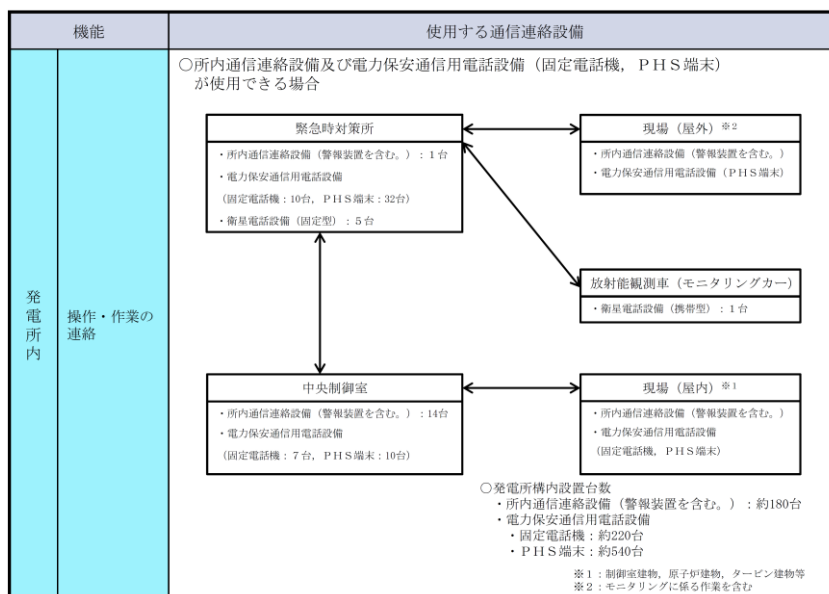 機能
使用する通信連絡設備
発電所内
操作・作業の
連絡
○所内通信連絡設備及び電力保安通信用電話設備（固定電話機，ＰＨＳ端末）
が使用できる場合
緊急時対策所
・所内通信連絡設備（警報装置を含む。）：１台
・電力保安通信用電話設備
（固定電話機：10台，ＰＨＳ端末：32台）
・衛星電話設備（固定型）：５台
現場（屋外）※2
・所内通信連絡設備（警報装置を含む。）
・電力保安通信用電話設備（ＰＨＳ端末）
放射能観測車（モニタリングカー）
・衛星電話設備（携帯型）：１台
中央制御室
・所内通信連絡設備（警報装置を含む。）：14台
・電力保安通信用電話設備
（固定電話機：７台，ＰＨＳ端末：10台）
現場（屋内）※1
・所内通信連絡設備（警報装置を含む。）
・電力保安通信用電話設備
（固定電話機，ＰＨＳ端末）
○発電所構内設置台数
・所内通信連絡設備（警報装置を含む。）：約180台
・電力保安通信用電話設備
・固定電話機：約220台
・ＰＨＳ端末：約540台
※１：制御室建物，原子炉建物，タービン建物等
※２：モニタリングに係る作業を含む